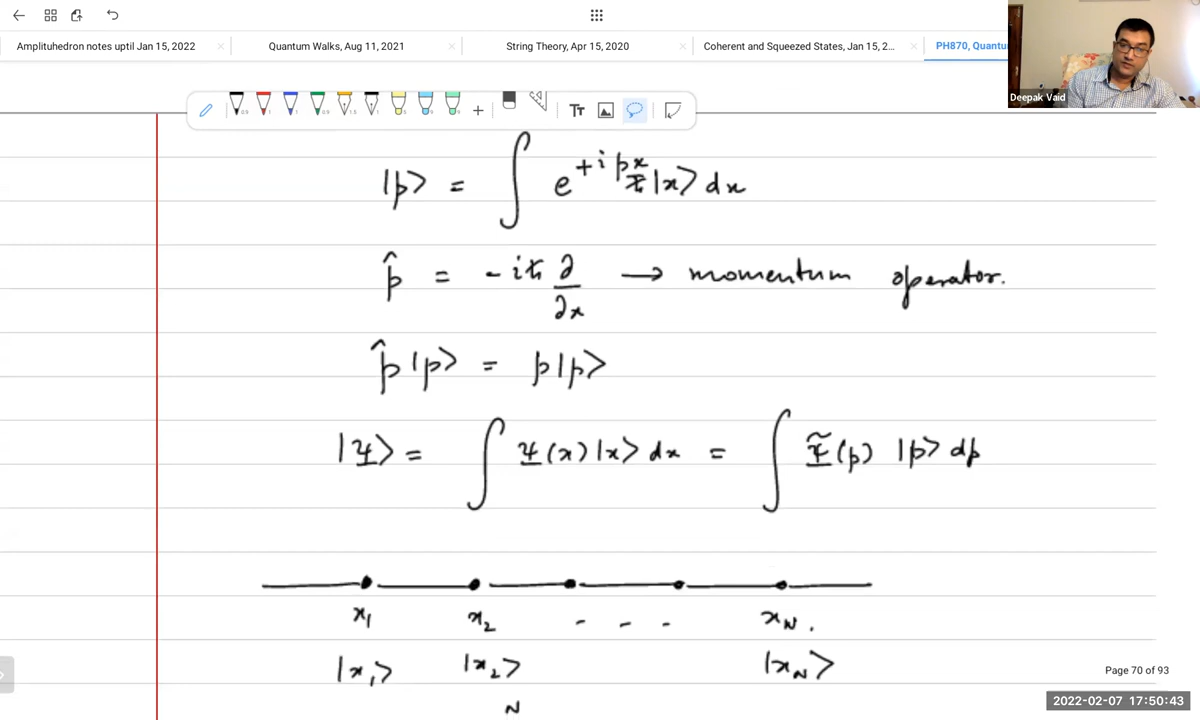 Amplituhedron notes uptil Jan 15, 2022
Quantum Walks, Aug 11, 2021
String Theory, Apr 15, 2020
Coherent and Squeezed States, Jan 15, 2...
PH870, Quantu
Deepak Vaid
Tт
|p> = ∫ e^{+ipx/ħ} |x> dx
p̂ = -iħ ∂/∂x → momentum operator.
p̂ |p> = p |p>
|Ψ> = ∫ Ψ(x) |x> dx = ∫ Ψ̃(p) |p> dp
x₁ x₂ - - - x_N .
|x₁> |x₂> |x_N>
N
Page 70 of 93
2022-02-07 17:50:43